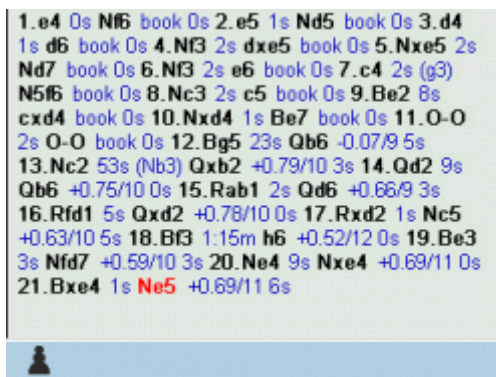 1.e4 0s Nf6 book 0s 2.e5 1s Nd5 book 0s 3.d4
1s d6 book 0s 4.Nf3 2s dxe5 book 0s 5.Nxe5 2s
Nd7 book 0s 6.Nf3 2s e6 book 0s 7.c4 2s (g3)
N5f6 book 0s 8.Nc3 2s c5 book 0s 9.Be2 8s
cxd4 book 0s 10.Nxd4 1s Be7 book 0s 11.O-O
2s O-O book 0s 12.Bg5 23s Qb6 -0.07/9 5s
13.Nc2 53s (Nb3) Qxb2 +0.79/10 3s 14.Qd2 9s
Qb6 +0.75/10 0s 15.Rab1 2s Qd6 +0.66/9 3s
16.Rfd1 5s Qxd2 +0.78/10 0s 17.Rxd2 1s Nc5
+0.63/10 5s 18.Bf3 1:15m h6 +0.52/12 0s 19.Be3
3s Nfd7 +0.59/10 3s 20.Ne4 9s Nxe4 +0.69/11 0s
21.Bxe4 1s Ne5 +0.69/11 6s